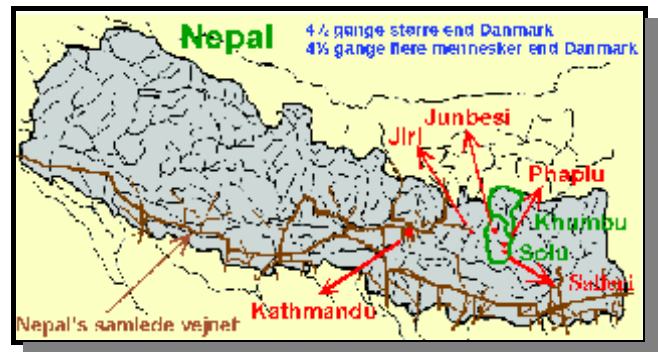 Nepal
4½ gange større end Danmark
4½ gange flere mennesker end Danmark
Junbesi
Jiri
Phaplu
Khumbu
Solu
Salleri
Kathmandu
Nepal's samlede vejnet